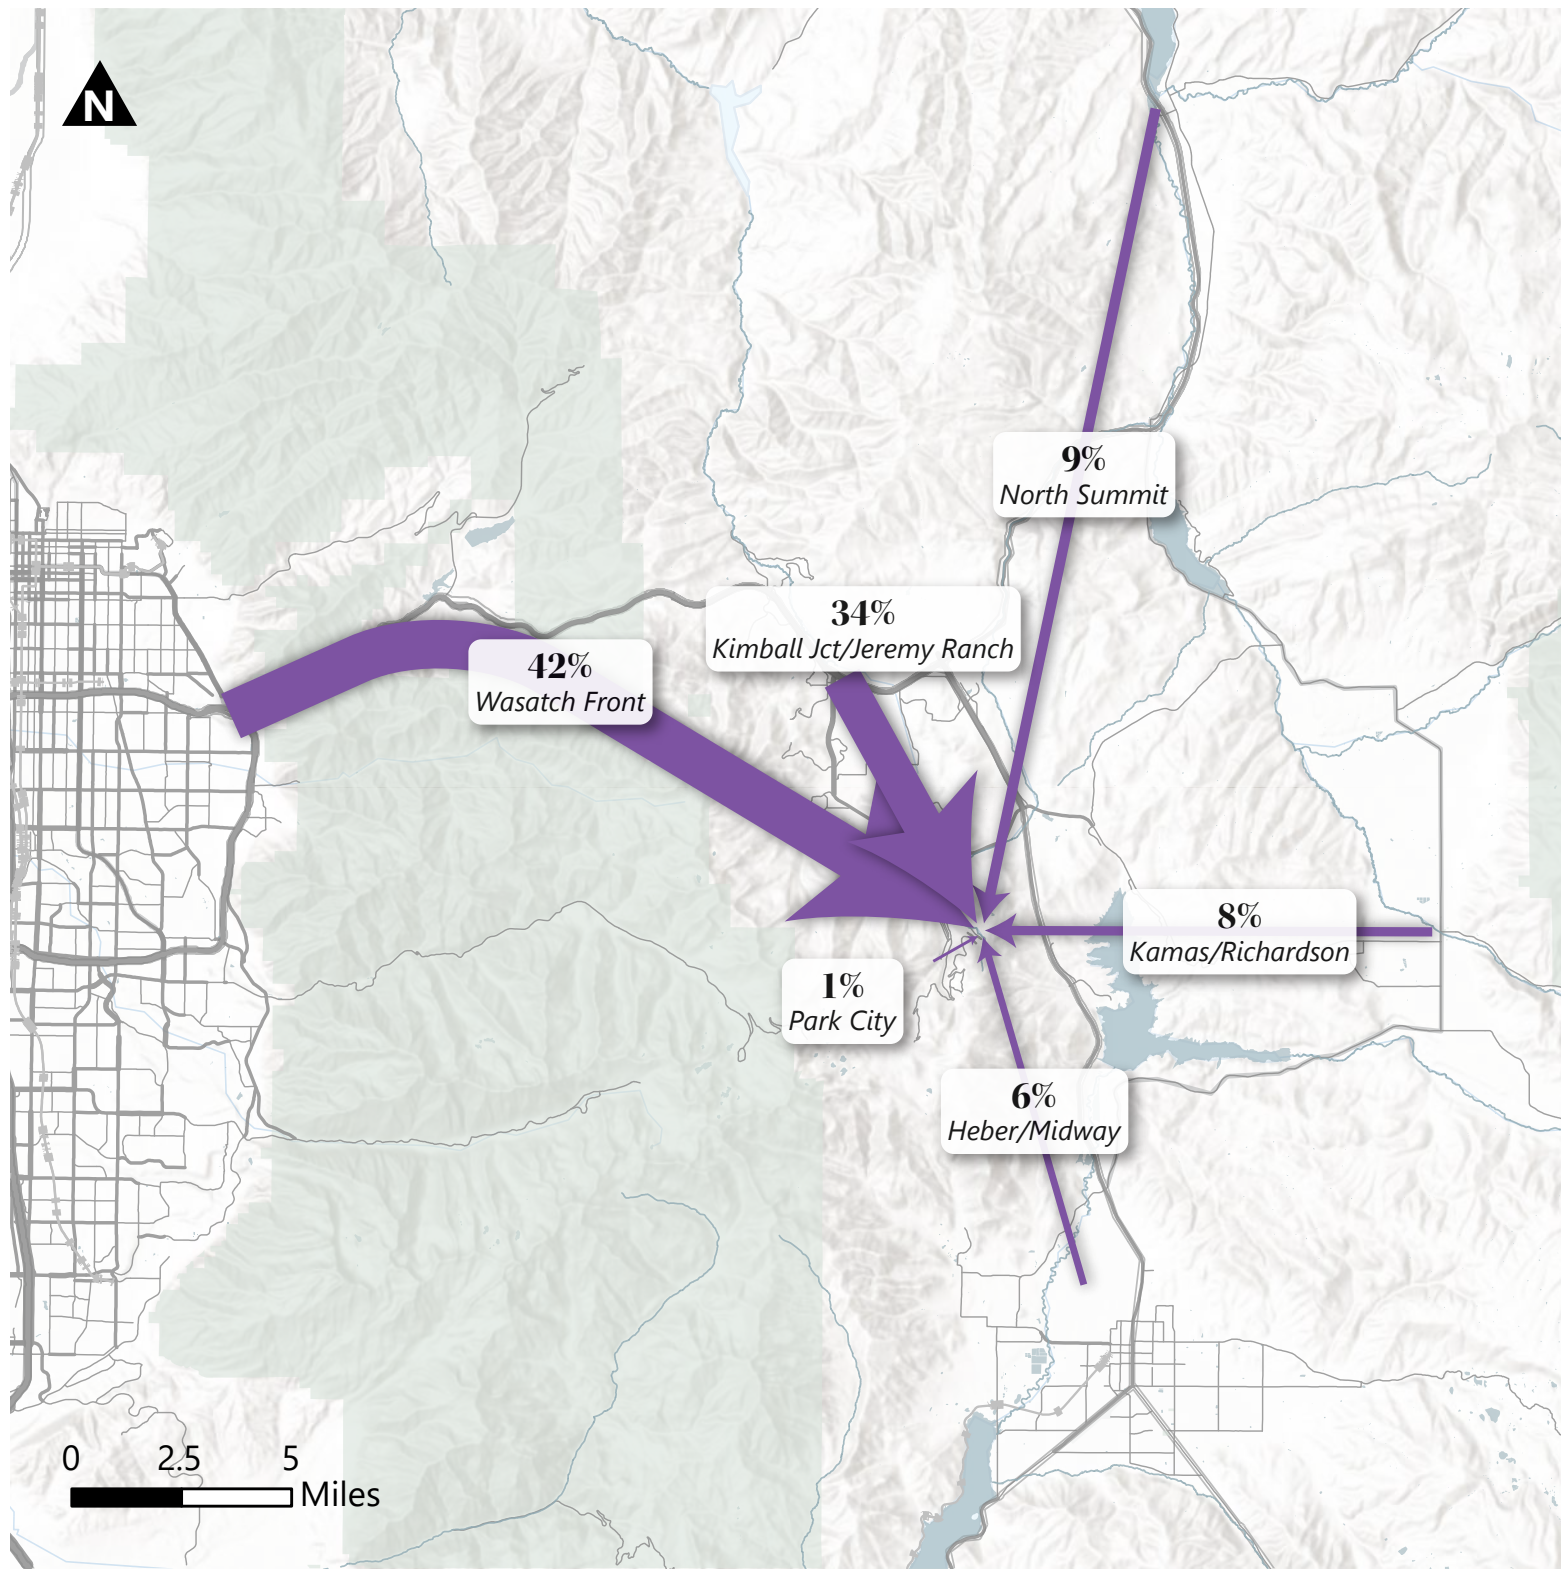 N
9%
North Summit
34%
Kimball Jct/Jeremy Ranch
42%
Wasatch Front
8%
Kamas/Richardson
1%
Park City
6%
Heber/Midway
0 2.5 5
Miles